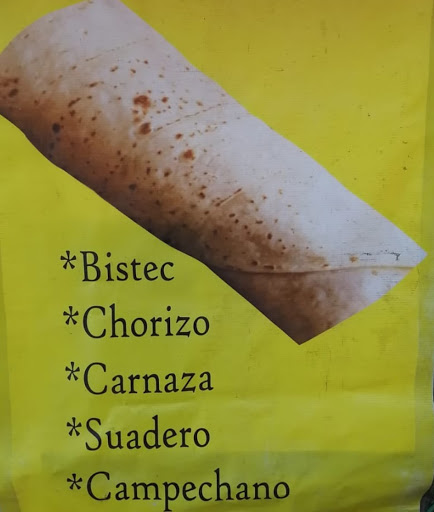 *Bistec
*Chorizo
*Carnaza
*Suadero
*Campechano